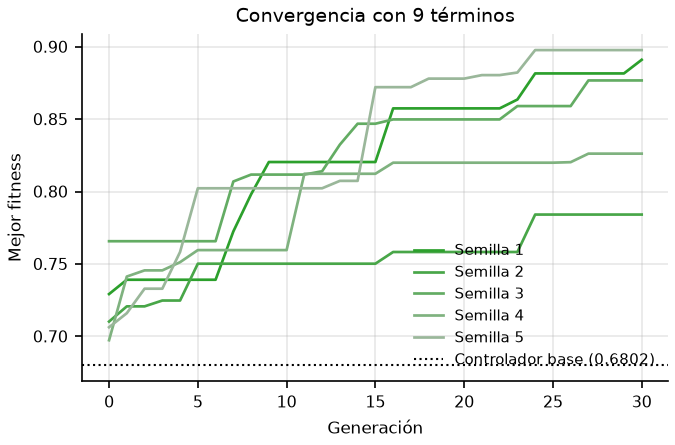 Convergencia con 9 términos
Mejor fitness
0.90
0.85
0.80
0.75
0.70
Semilla 1
Semilla 2
Semilla 3
Semilla 4
Semilla 5
Controlador base (0.6802)
0 5 10 15 20 25 30
Generación